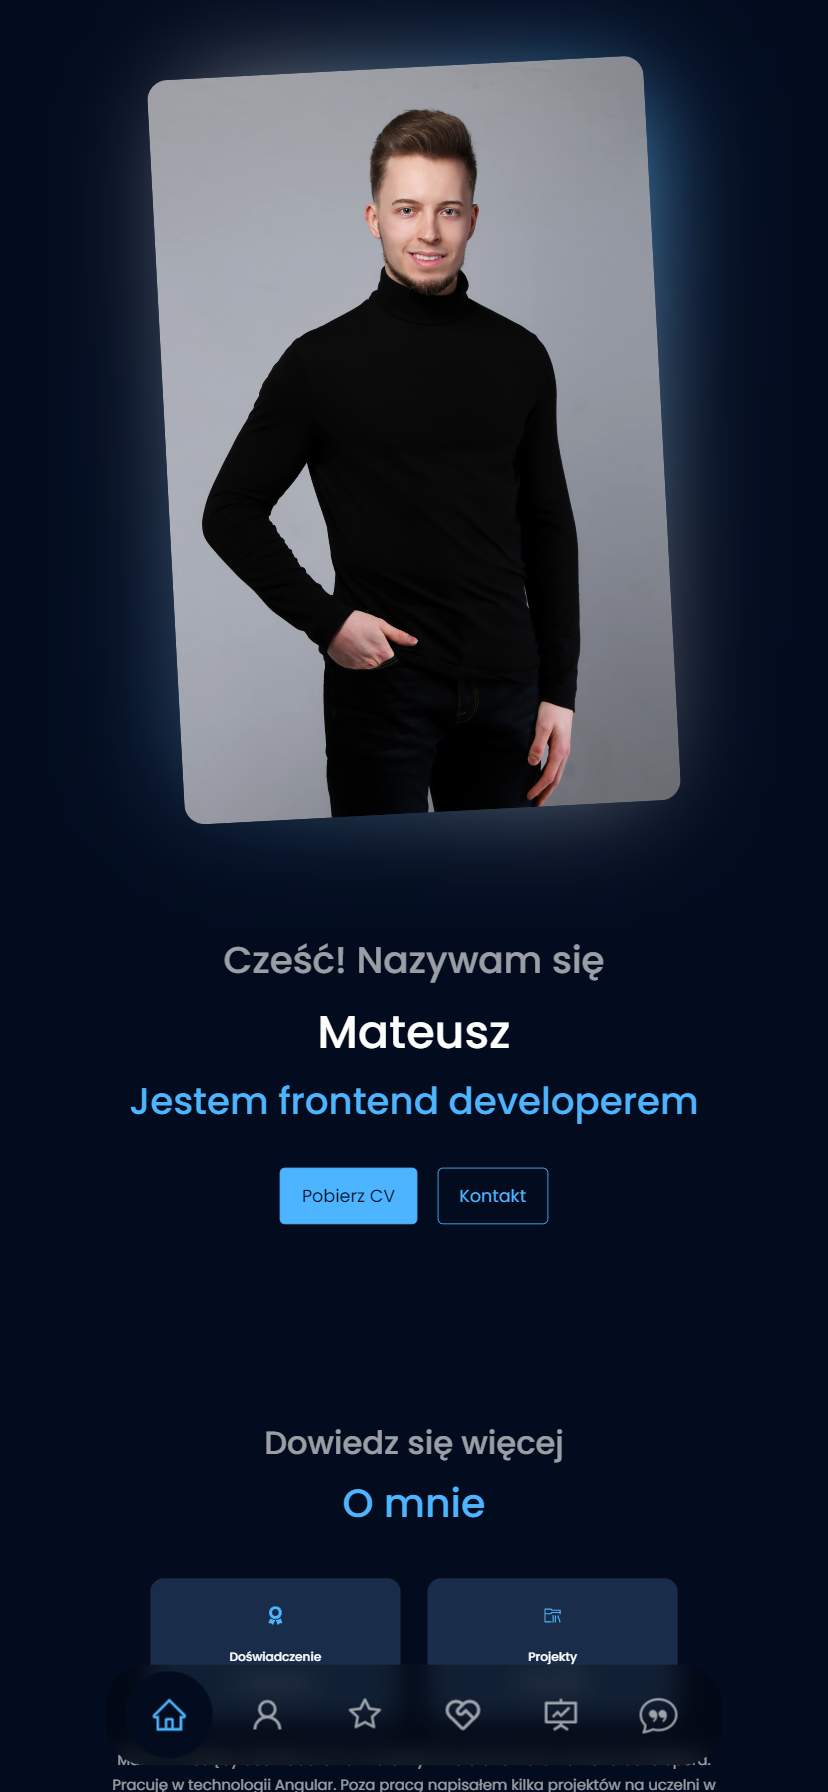 Cześć! Nazywam się
Mateusz
Jestem frontend developerem
Pobierz CV
Kontakt
Dowiedz się więcej
O mnie
Doświadczenie
Projekty
Pracuję w technologii Angular. Poza pracą napisałem kilka projektów na uczelni w